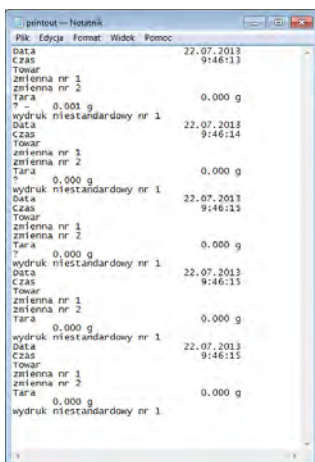 printout — Notatnik
Plik Edycja Format Widok Pomoc
Data 22.07.2013
Czas 9:46:13
Towar
zmienna nr 1
zmienna nr 2
Tara 0.000 g
? - 0.001 g
wydruk niestandardowy nr 1
Data 22.07.2013
Czas 9:46:14
Towar
zmienna nr 1
zmienna nr 2
Tara 0.000 g
? 0.000 g
wydruk niestandardowy nr 1
Data 22.07.2013
Czas 9:46:15
Towar
zmienna nr 1
zmienna nr 2
Tara 0.000 g
? 0.000 g
wydruk niestandardowy nr 1
Data 22.07.2013
Czas 9:46:15
Towar
zmienna nr 1
zmienna nr 2
Tara 0.000 g
0.000 g
wydruk niestandardowy nr 1
Data 22.07.2013
Czas 9:46:15
Towar
zmienna nr 1
zmienna nr 2
Tara 0.000 g
0.000 g
wydruk niestandardowy nr 1